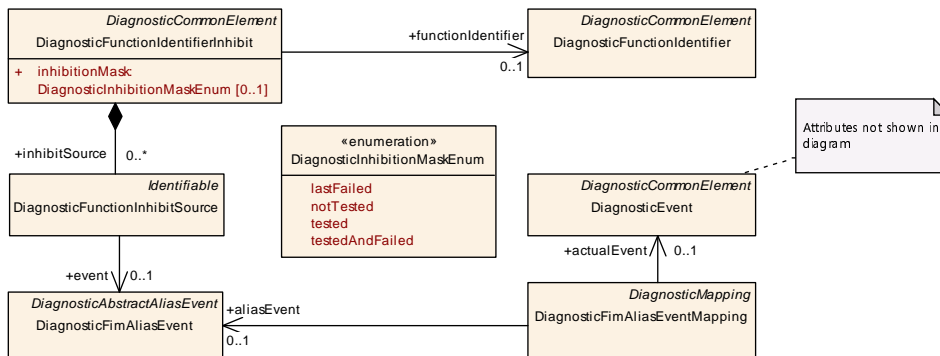 DiagnosticCommonElement
DiagnosticFunctionIdentifierInhibit
+ inhibitionMask:
DiagnosticInhibitionMaskEnum [0..1]
+functionIdentifier
0..1
DiagnosticCommonElement
DiagnosticFunctionIdentifier
Attributes not shown in
diagram
+inhibitSource
0..*
«enumeration»
DiagnosticInhibitionMaskEnum
lastFailed
notTested
tested
testedAndFailed
Identifiable
DiagnosticFunctionInhibitSource
DiagnosticCommonElement
DiagnosticEvent
+event
0..1
+actualEvent
0..1
DiagnosticAbstractAliasEvent
DiagnosticFimAliasEvent
+aliasEvent
0..1
DiagnosticMapping
DiagnosticFimAliasEventMapping